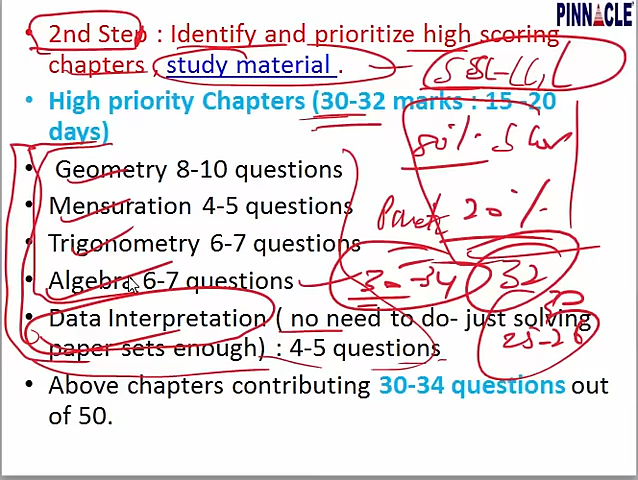 PINNACLE
• 2nd Step : Identify and prioritize high scoring
chapters , study material .
SSC-CGL
• High priority Chapters (30-32 marks : 15 -20
days)
80%
• Geometry 8-10 questions
• Mensuration 4-5 questions
20%
• Trigonometry 6-7 questions
• Algebra 6-7 questions
30-34
32
• Data Interpretation ( no need to do- just solving
paper sets enough) : 4-5 questions
25-26
• Above chapters contributing 30-34 questions out
of 50.